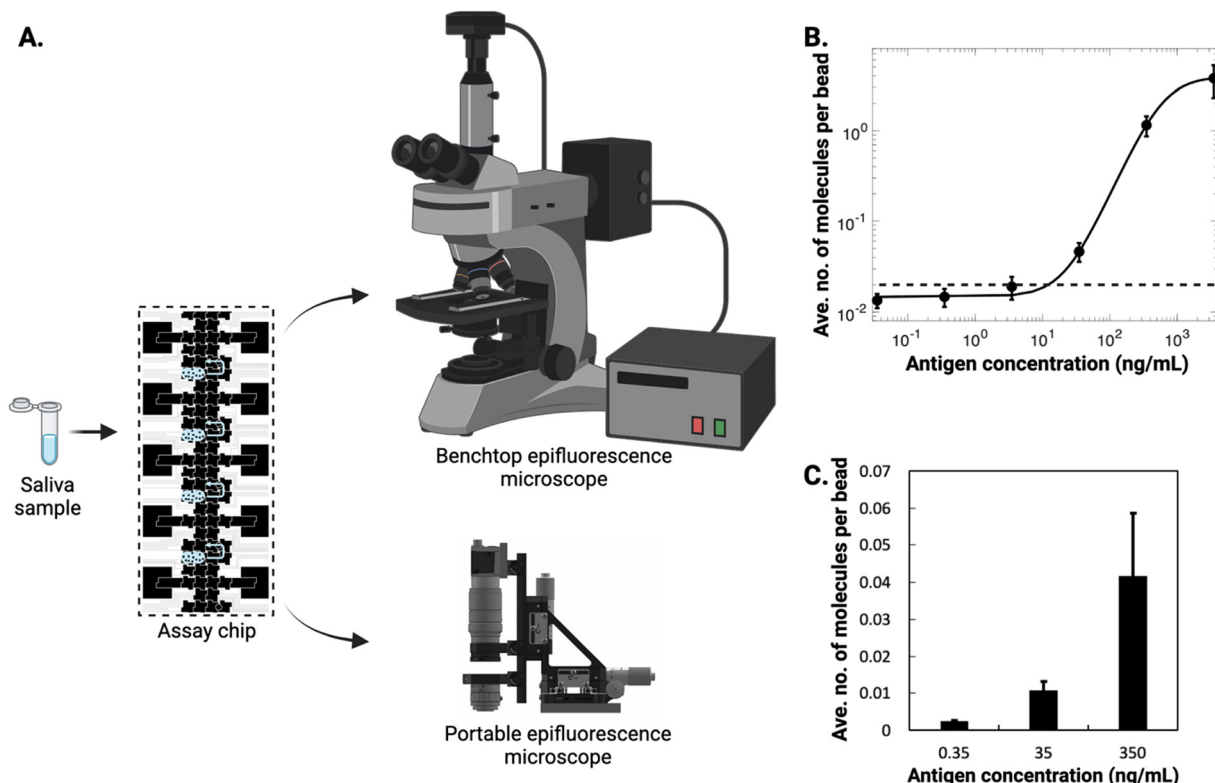 A.
Saliva
sample
Assay chip
Benchtop epifluorescence
microscope
Portable epifluorescence
microscope
B.
Ave. no. of molecules per bead
10^0
10^-1
10^-2
10^-1 10^0 10^1 10^2 10^3
Antigen concentration (ng/mL)
C.
Ave. no. of molecules per bead
0.07
0.06
0.05
0.04
0.03
0.02
0.01
0
0.35 35 350
Antigen concentration (ng/mL)